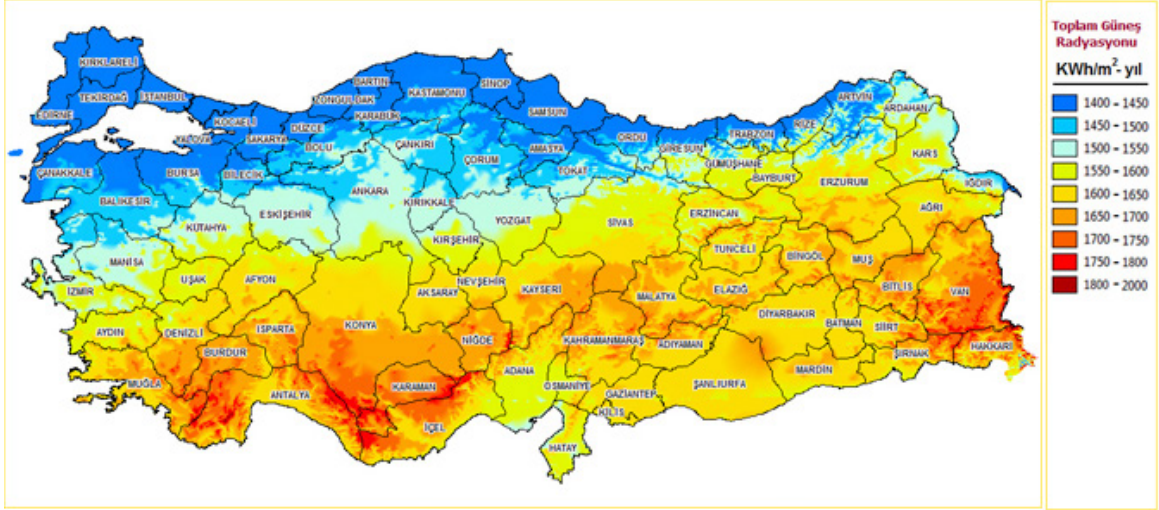 Toplam Güneş
Radyasyonu
KWh/m²- yıl
1400 - 1450
1450 - 1500
1500 - 1550
1550 - 1600
1600 - 1650
1650 - 1700
1700 - 1750
1750 - 1800
1800 - 2000
KIRKLARELİ
TEKİRDAĞ
İSTANBUL
EDİRNE
KOCAELİ
YALOVA
SAKARYA
DÜZCE
BOLU
ZONGULDAK
BARTIN
KARABÜK
KASTAMONU
SİNOP
SAMSUN
ÇANKIRI
ÇORUM
AMASYA
TOKAT
ORDU
GİRESUN
TRABZON
RİZE
ARTVİN
ARDAHAN
GÜMÜŞHANE
BAYBURT
KARS
ERZURUM
IĞDIR
AĞRI
ÇANAKKALE
BALIKESİR
BURSA
BİLECİK
KÜTAHYA
ESKİŞEHİR
ANKARA
KIRIKKALE
KIRŞEHİR
YOZGAT
SİVAS
ERZİNCAN
TUNCELİ
BİNGÖL
MUŞ
BİTLİS
VAN
MANİSA
İZMİR
UŞAK
AFYON
AKSARAY
NEVŞEHİR
KAYSERİ
MALATYA
ELAZIĞ
DİYARBAKIR
BATMAN
SİİRT
ŞIRNAK
HAKKARİ
AYDIN
DENİZLİ
ISPARTA
BURDUR
KONYA
NİĞDE
KAHRAMANMARAŞ
ADIYAMAN
MARDİN
MUĞLA
ANTALYA
KARAMAN
İÇEL
ADANA
OSMANİYE
GAZİANTEP
KİLİS
ŞANLIURFA
HATAY